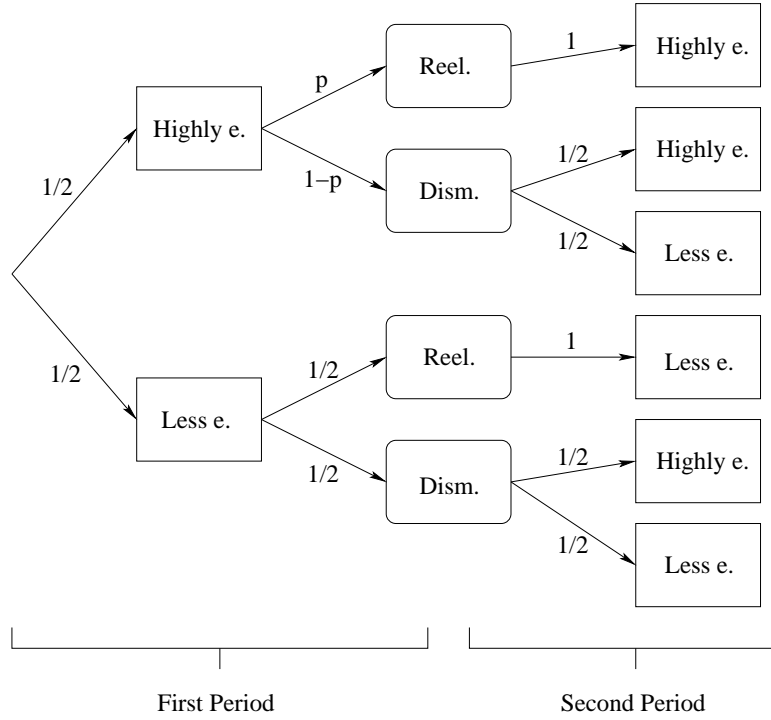 1/2
Highly e.
p
Reel.
1
Highly e.
1–p
Dism.
1/2
Highly e.
1/2
Less e.
1/2
Less e.
1/2
Reel.
1
Less e.
1/2
Dism.
1/2
Highly e.
1/2
Less e.
First Period
Second Period